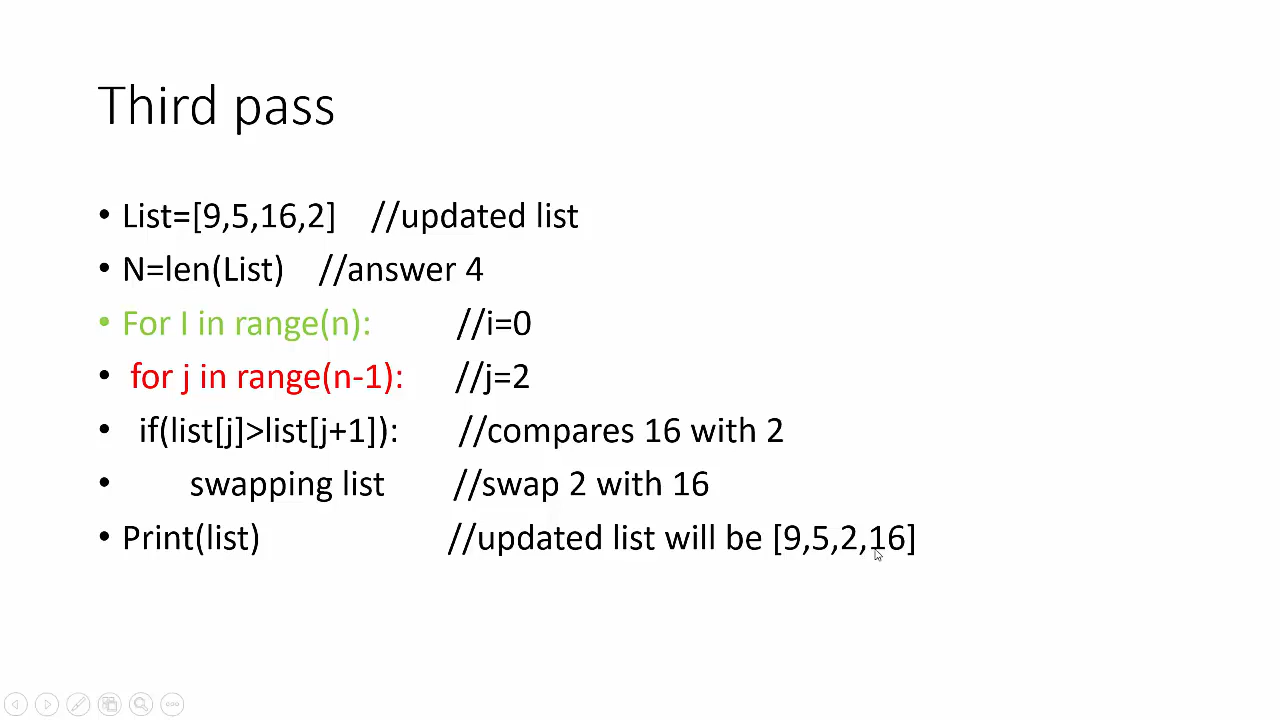 Third pass
• List=[9,5,16,2] //updated list
• N=len(List) //answer 4
• For I in range(n): //i=0
• for j in range(n-1): //j=2
• if(list[j]>list[j+1]): //compares 16 with 2
• swapping list //swap 2 with 16
• Print(list) //updated list will be [9,5,2,16]